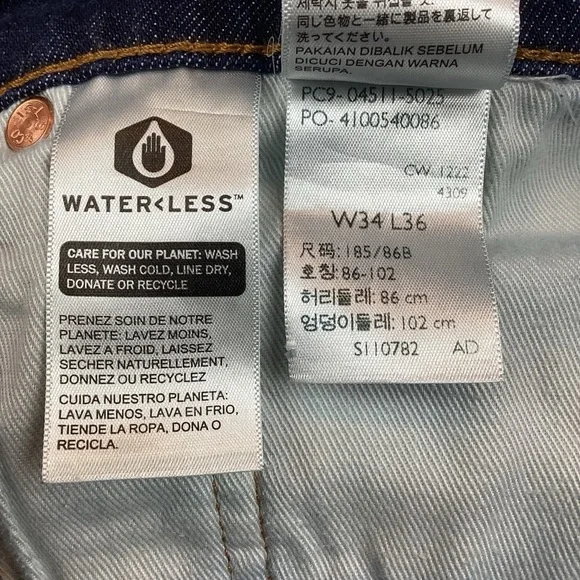 WATER<LESS™
CARE FOR OUR PLANET: WASH
LESS, WASH COLD, LINE DRY,
DONATE OR RECYCLE
PRENEZ SOIN DE NOTRE
PLANETE: LAVEZ MOINS,
LAVEZ A FROID, LAISSEZ
SECHER NATURELLEMENT,
DONNEZ OU RECYCLEZ
CUIDA NUESTRO PLANETA:
LAVA MENOS, LAVA EN FRIO,
TIENDE LA ROPA, DONA O
RECICLA.
同じ色物と一緒に製品を裏返して
洗ってください。
PAKAIAN DIBALIK SEBELUM
DICUCI DENGAN WARNA
SERUPA.
PC9- 04511-5025
PO- 4100540086
CW 1222
4309
W34 L36
尺码: 185/86B
호칭: 86-102
허리둘레: 86 cm
엉덩이둘레: 102 cm
S110782 AD